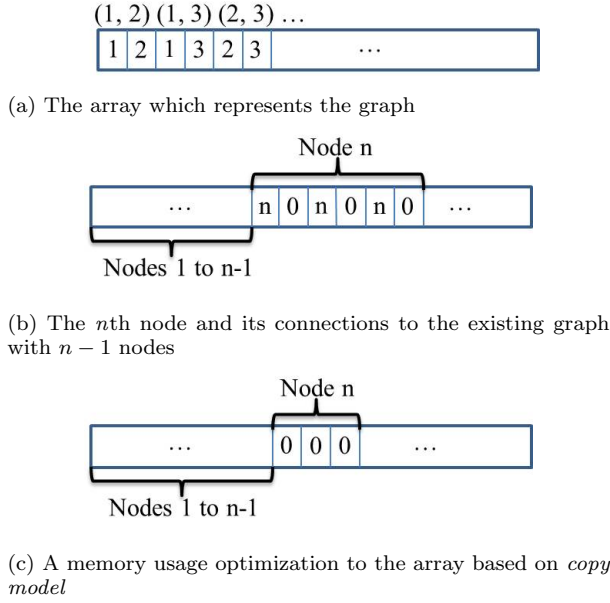 (1, 2) (1, 3) (2, 3) ...
1 2 1 3 2 3 ...
(a) The array which represents the graph
Node n
... n 0 n 0 n 0 ...
Nodes 1 to n-1
(b) The nth node and its connections to the existing graph
with n − 1 nodes
Node n
... 0 0 0 ...
Nodes 1 to n-1
(c) A memory usage optimization to the array based on copy
model